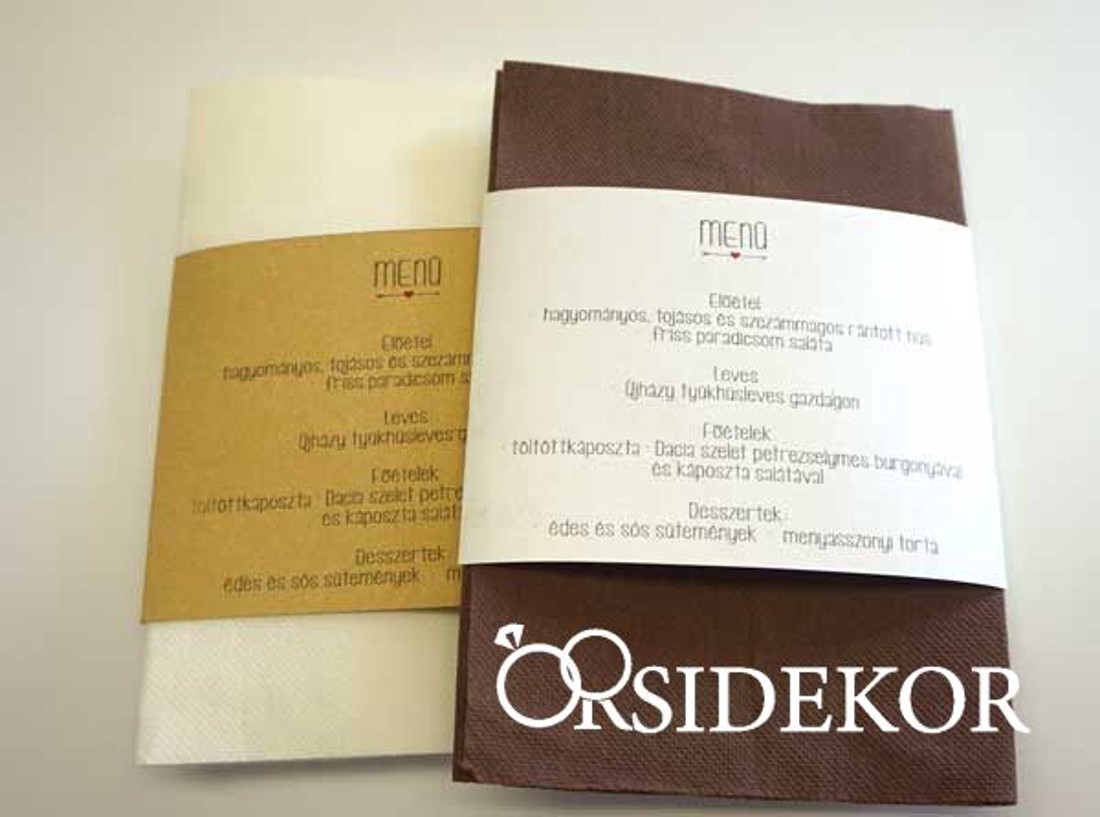 MENÜ
Előétel
hagyományos, tojásos és szezámm
friss paradicsom s
Leves
Újházy tyúkhúsleves g
Főételek
töltöttkáposzta · Dacia szelet petre
és káposzta salát
Desszertek
édes és sós sütemények m
MENÜ
Előétel
hagyományos, tojásos és szezámmagos rántott hús
friss paradicsom saláta
Leves
Újházy tyúkhúsleves gazdagon
Főételek
töltöttkáposzta · Dacia szelet petrezselymes burgonyával
és káposzta salátával
Desszertek
édes és sós sütemények · menyasszonyi torta
ORSIDEKOR